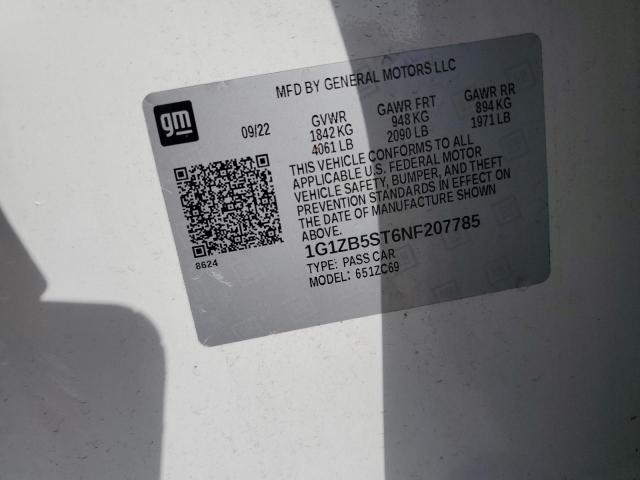 MFD BY GENERAL MOTORS LLC
gm
09/22
GVWR GAWR FRT GAWR RR
1842 KG 948 KG 894 KG
4061 LB 2090 LB 1971 LB
THIS VEHICLE CONFORMS TO ALL
APPLICABLE U.S. FEDERAL MOTOR
VEHICLE SAFETY, BUMPER, AND THEFT
PREVENTION STANDARDS IN EFFECT ON
THE DATE OF MANUFACTURE SHOWN
ABOVE.
1G1ZB5ST6NF207785
TYPE: PASS CAR
MODEL: 651ZC69
8624